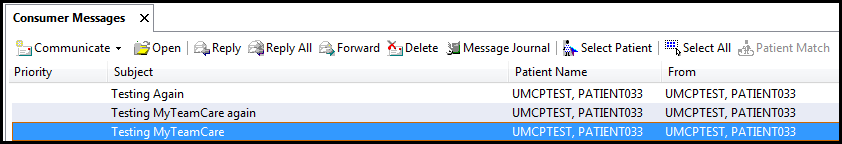 Consumer Messages ×
Communicate Open Reply Reply All Forward Delete Message Journal Select Patient Select All Patient Match
Priority Subject Patient Name From
Testing Again UMCPTEST, PATIENT033 UMCPTEST, PATIENT033
Testing MyTeamCare again UMCPTEST, PATIENT033 UMCPTEST, PATIENT033
Testing MyTeamCare UMCPTEST, PATIENT033 UMCPTEST, PATIENT033